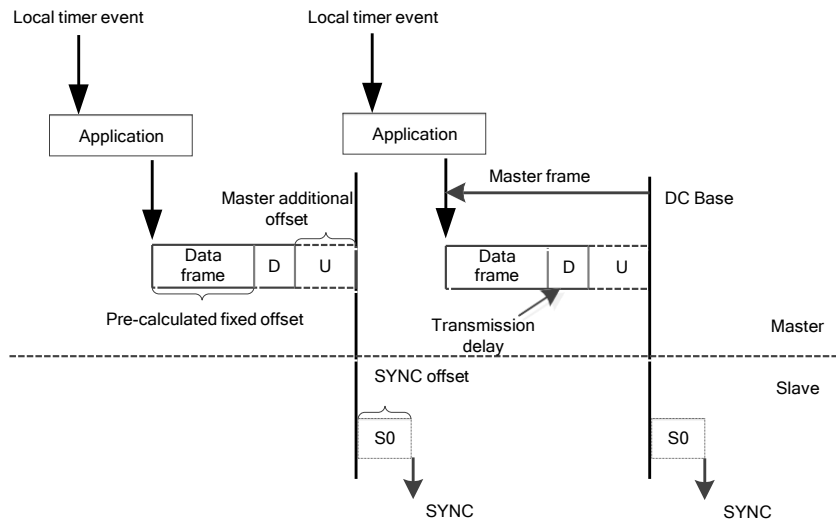 Local timer event
Local timer event
Application
Application
Master frame
DC Base
Master additional
offset
Data
frame
D
U
Data
frame
D
U
Pre-calculated fixed offset
Transmission
delay
Master
SYNC offset
Slave
S0
S0
SYNC
SYNC